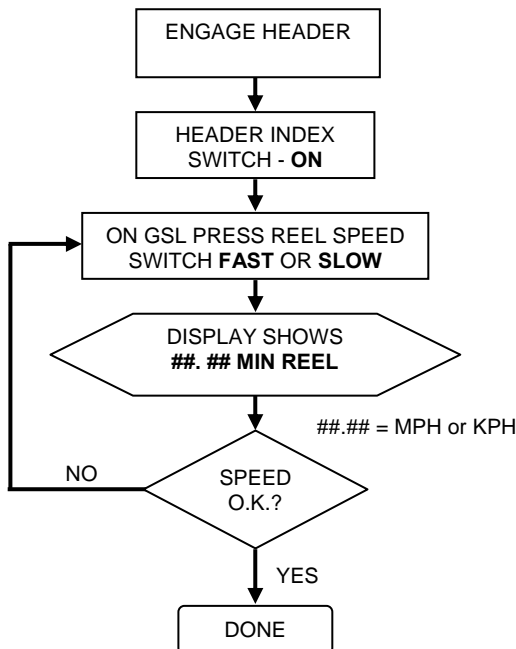 ENGAGE HEADER
HEADER INDEX
SWITCH - ON
ON GSL PRESS REEL SPEED
SWITCH FAST OR SLOW
DISPLAY SHOWS
##. ## MIN REEL
##.## = MPH or KPH
NO
SPEED
O.K.?
YES
DONE